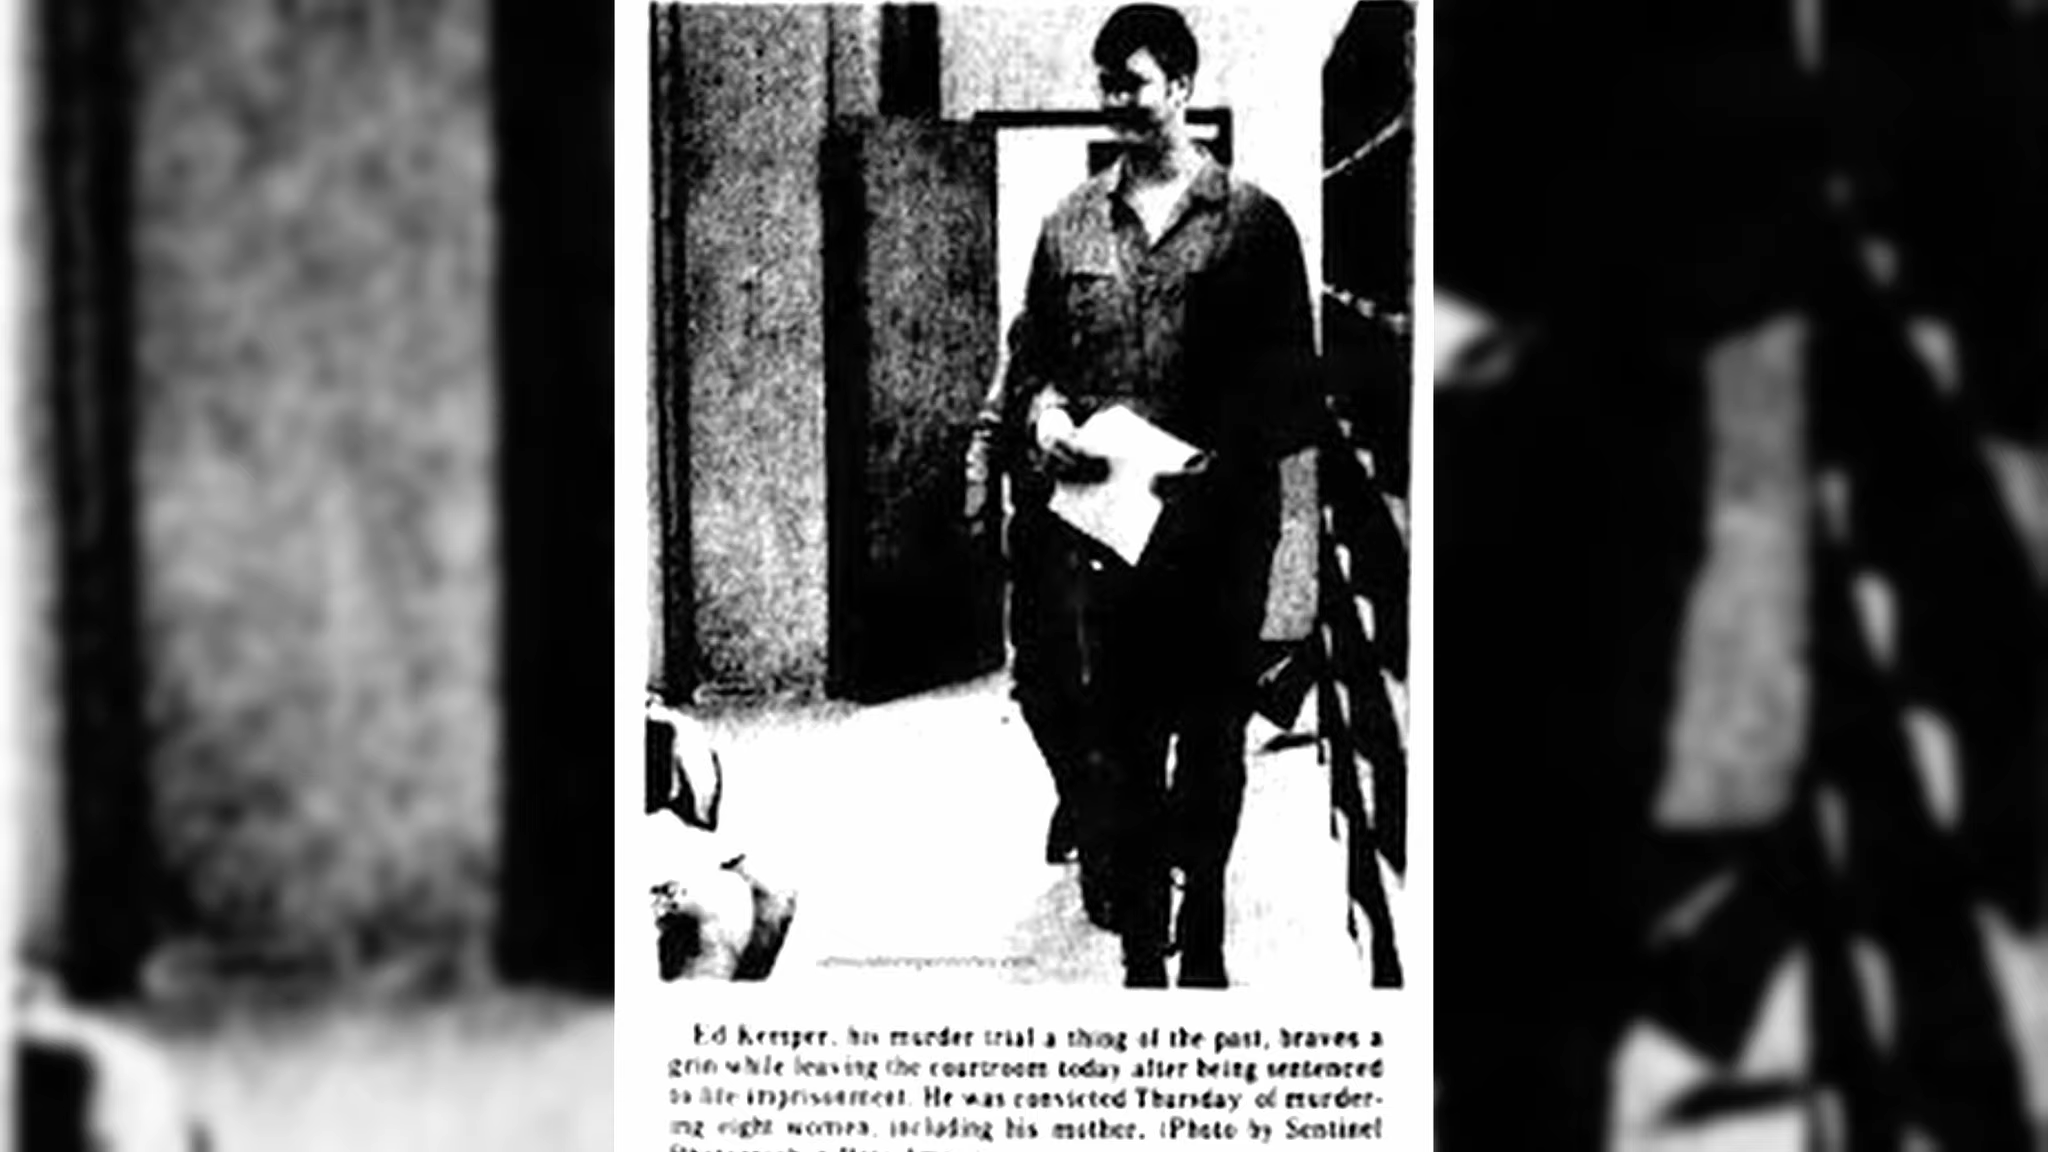 Ed Kemper, his murder trial a thing of the past, braves a
grin while leaving the courtroom today after being sentenced
to life imprisonment. He was convicted Thursday of murder-
ing eight women, including his mother. (Photo by Sentinel